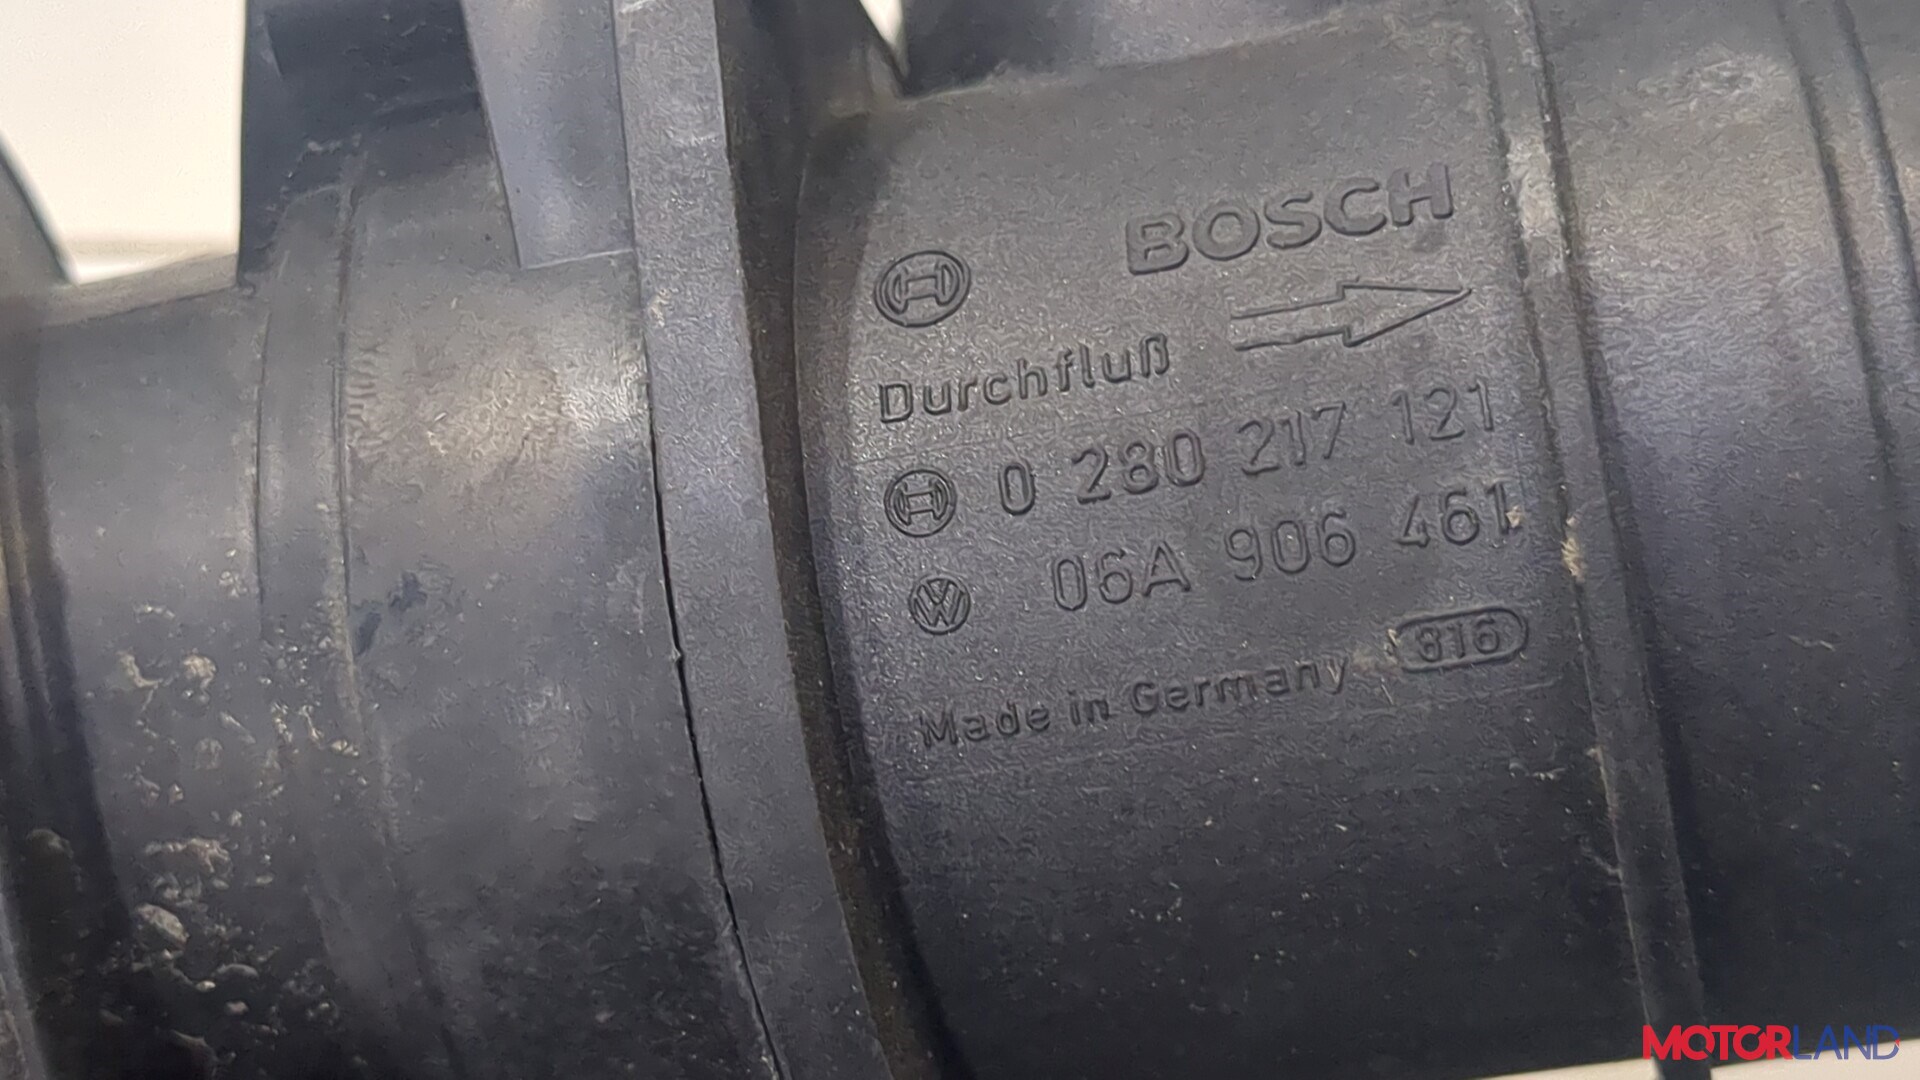 BOSCH
Durchfluß
0 280 217 121
06A 906 461
Made in Germany 816
MOTORLAND